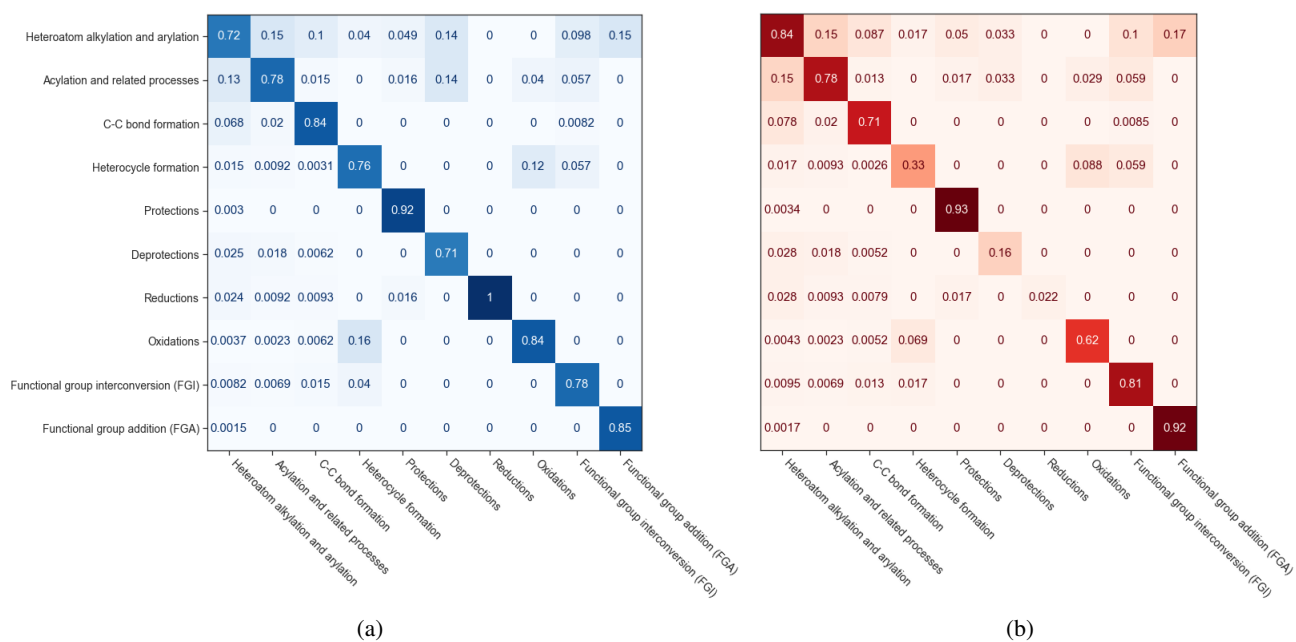 Heteroatom alkylation and arylation 0.72 0.15 0.1 0.04 0.049 0.14 0 0 0.098 0.15
Acylation and related processes 0.13 0.78 0.015 0 0.016 0.14 0 0.04 0.057 0
C-C bond formation 0.068 0.02 0.84 0 0 0 0 0 0.0082 0
Heterocycle formation 0.015 0.0092 0.0031 0.76 0 0 0 0.12 0.057 0
Protections 0.003 0 0 0 0.92 0 0 0 0 0
Deprotections 0.025 0.018 0.0062 0 0 0.71 0 0 0 0
Reductions 0.024 0.0092 0.0093 0 0.016 0 1 0 0 0
Oxidations 0.0037 0.0023 0.0062 0.16 0 0 0 0.84 0 0
Functional group interconversion (FGI) 0.0082 0.0069 0.015 0.04 0 0 0 0 0.78 0
Functional group addition (FGA) 0.0015 0 0 0 0 0 0 0 0 0.85
Heteroatom alkylation and arylation
Acylation and related processes
C-C bond formation
Heterocycle formation
Protections
Deprotections
Reductions
Oxidations
Functional group interconversion (FGI)
Functional group addition (FGA)
(a)
0.84 0.15 0.087 0.017 0.05 0.033 0 0 0.1 0.17
0.15 0.78 0.013 0 0.017 0.033 0 0.029 0.059 0
0.078 0.02 0.71 0 0 0 0 0 0.0085 0
0.017 0.0093 0.0026 0.33 0 0 0 0.088 0.059 0
0.0034 0 0 0 0.93 0 0 0 0 0
0.028 0.018 0.0052 0 0 0.16 0 0 0 0
0.028 0.0093 0.0079 0 0.017 0 0.022 0 0 0
0.0043 0.0023 0.0052 0.069 0 0 0 0.62 0 0
0.0095 0.0069 0.013 0.017 0 0 0 0 0.81 0
0.0017 0 0 0 0 0 0 0 0 0.92
Heteroatom alkylation and arylation
Acylation and related processes
C-C bond formation
Heterocycle formation
Protections
Deprotections
Reductions
Oxidations
Functional group interconversion (FGI)
Functional group addition (FGA)
(b)